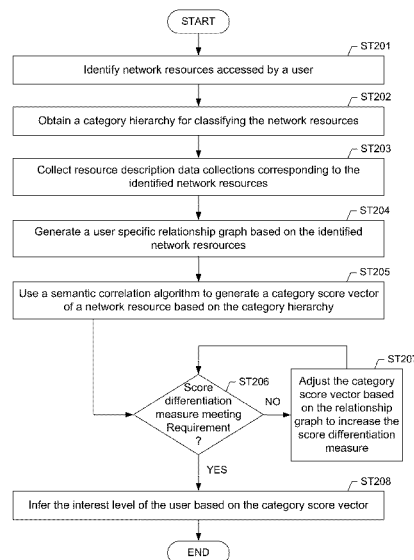 START
ST201
Identify network resources accessed by a user
ST202
Obtain a category hierarchy for classifying the network resources
ST203
Collect resource description data collections corresponding to the
identified network resources
ST204
Generate a user specific relationship graph based on the identified
network resrources
ST205
Use a semantic correlation algorithm to generate a category score vector
of a network resource based on the category hierarchy
ST206
Score
differentiation
measure meeting
Requirement
?
NO
ST207
Adjust the category
score vector based
on the relationship
graph to increase the
score differentiation
measure
YES
ST208
Infer the interest level of the user based on the category score vector
END